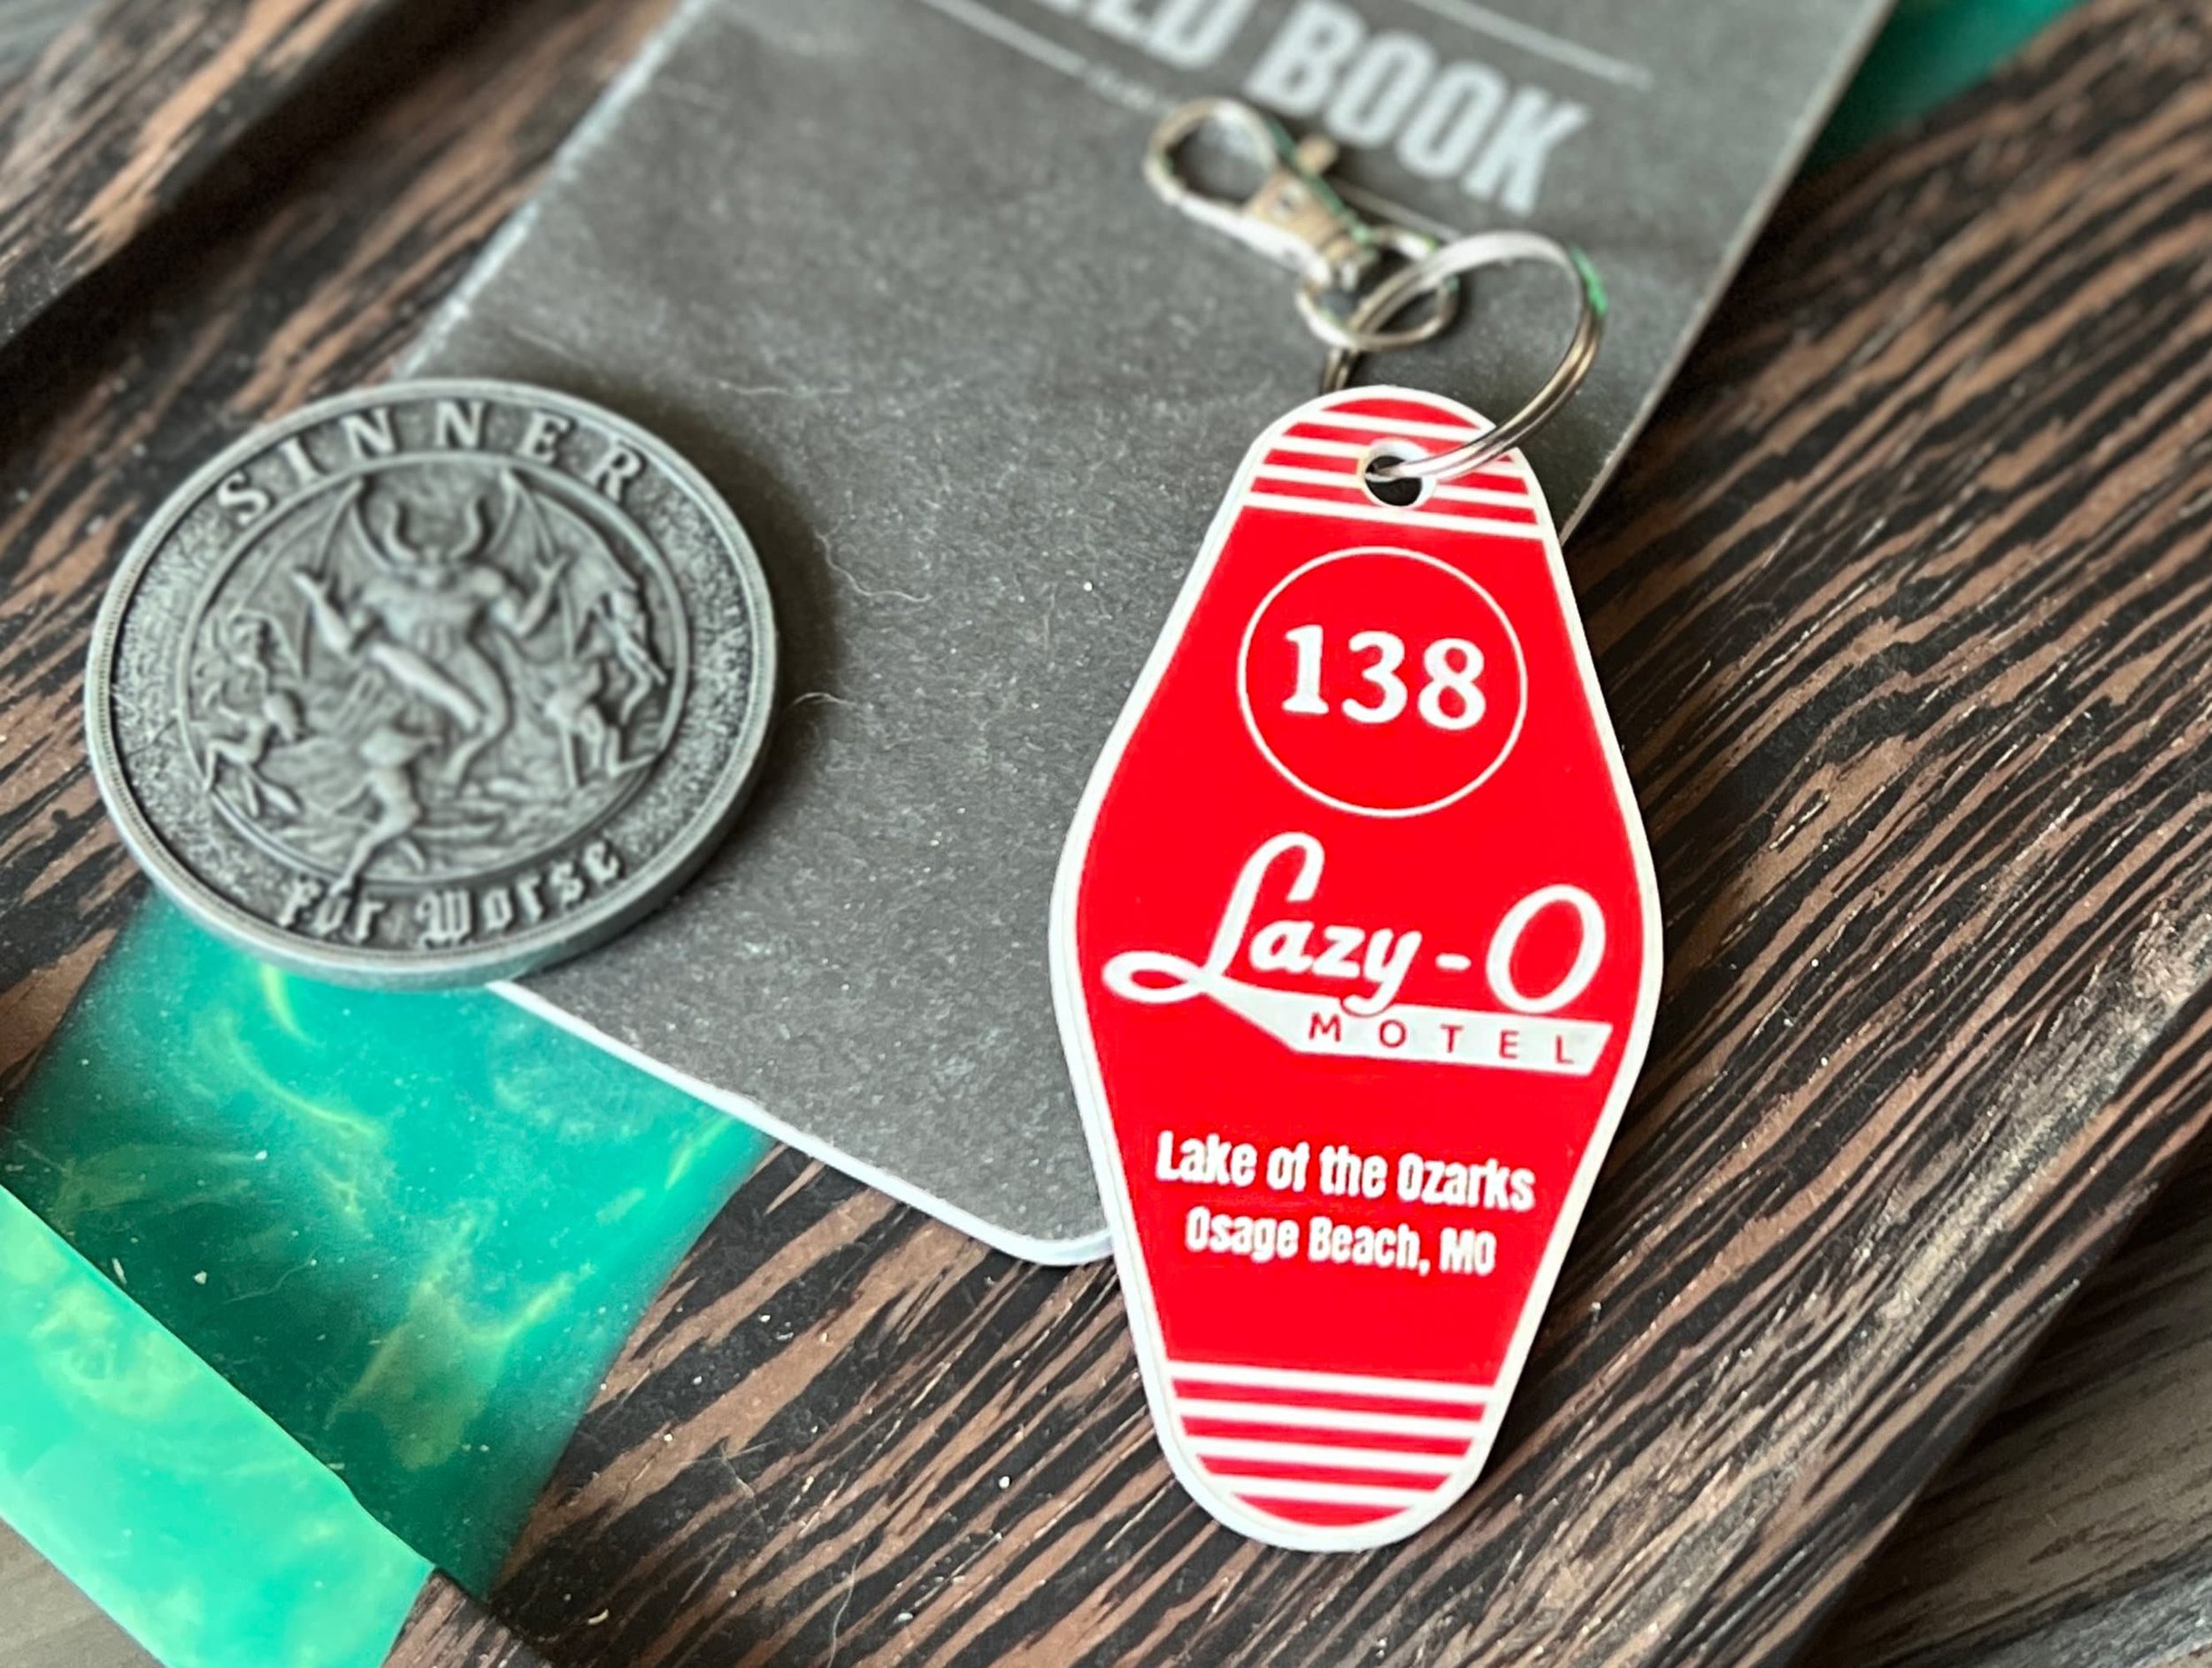 BOOK
SINNER
For Worse
138
Lazy-O
MOTEL
Lake of the Ozarks
Osage Beach, MO